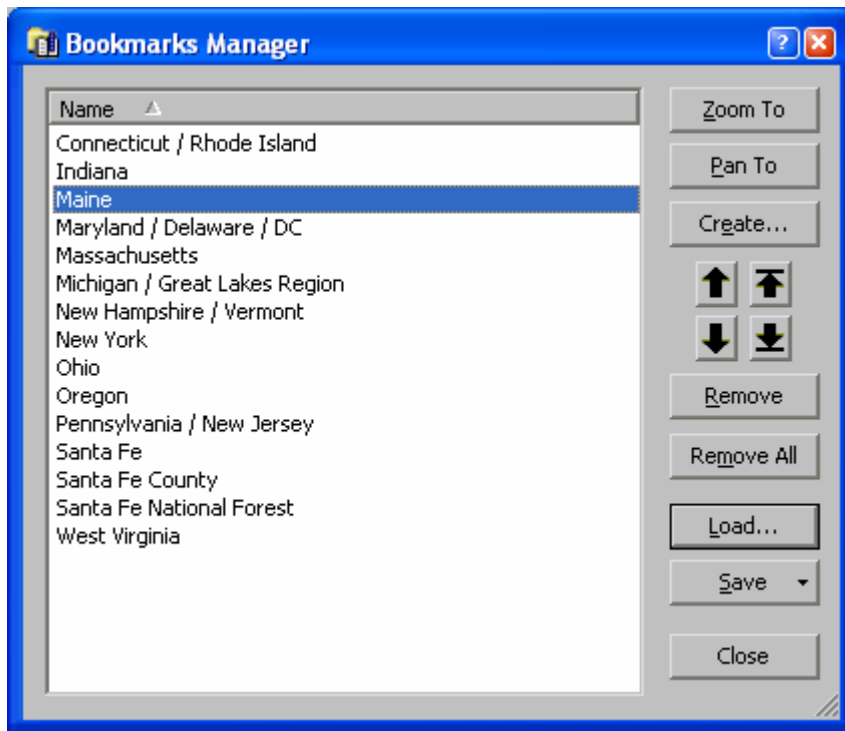 Bookmarks Manager
?
Name
Connecticut / Rhode Island
Indiana
Maine
Maryland / Delaware / DC
Massachusetts
Michigan / Great Lakes Region
New Hampshire / Vermont
New York
Ohio
Oregon
Pennsylvania / New Jersey
Santa Fe
Santa Fe County
Santa Fe National Forest
West Virginia
Zoom To
Pan To
Create...
Remove
Remove All
Load...
Save
Close